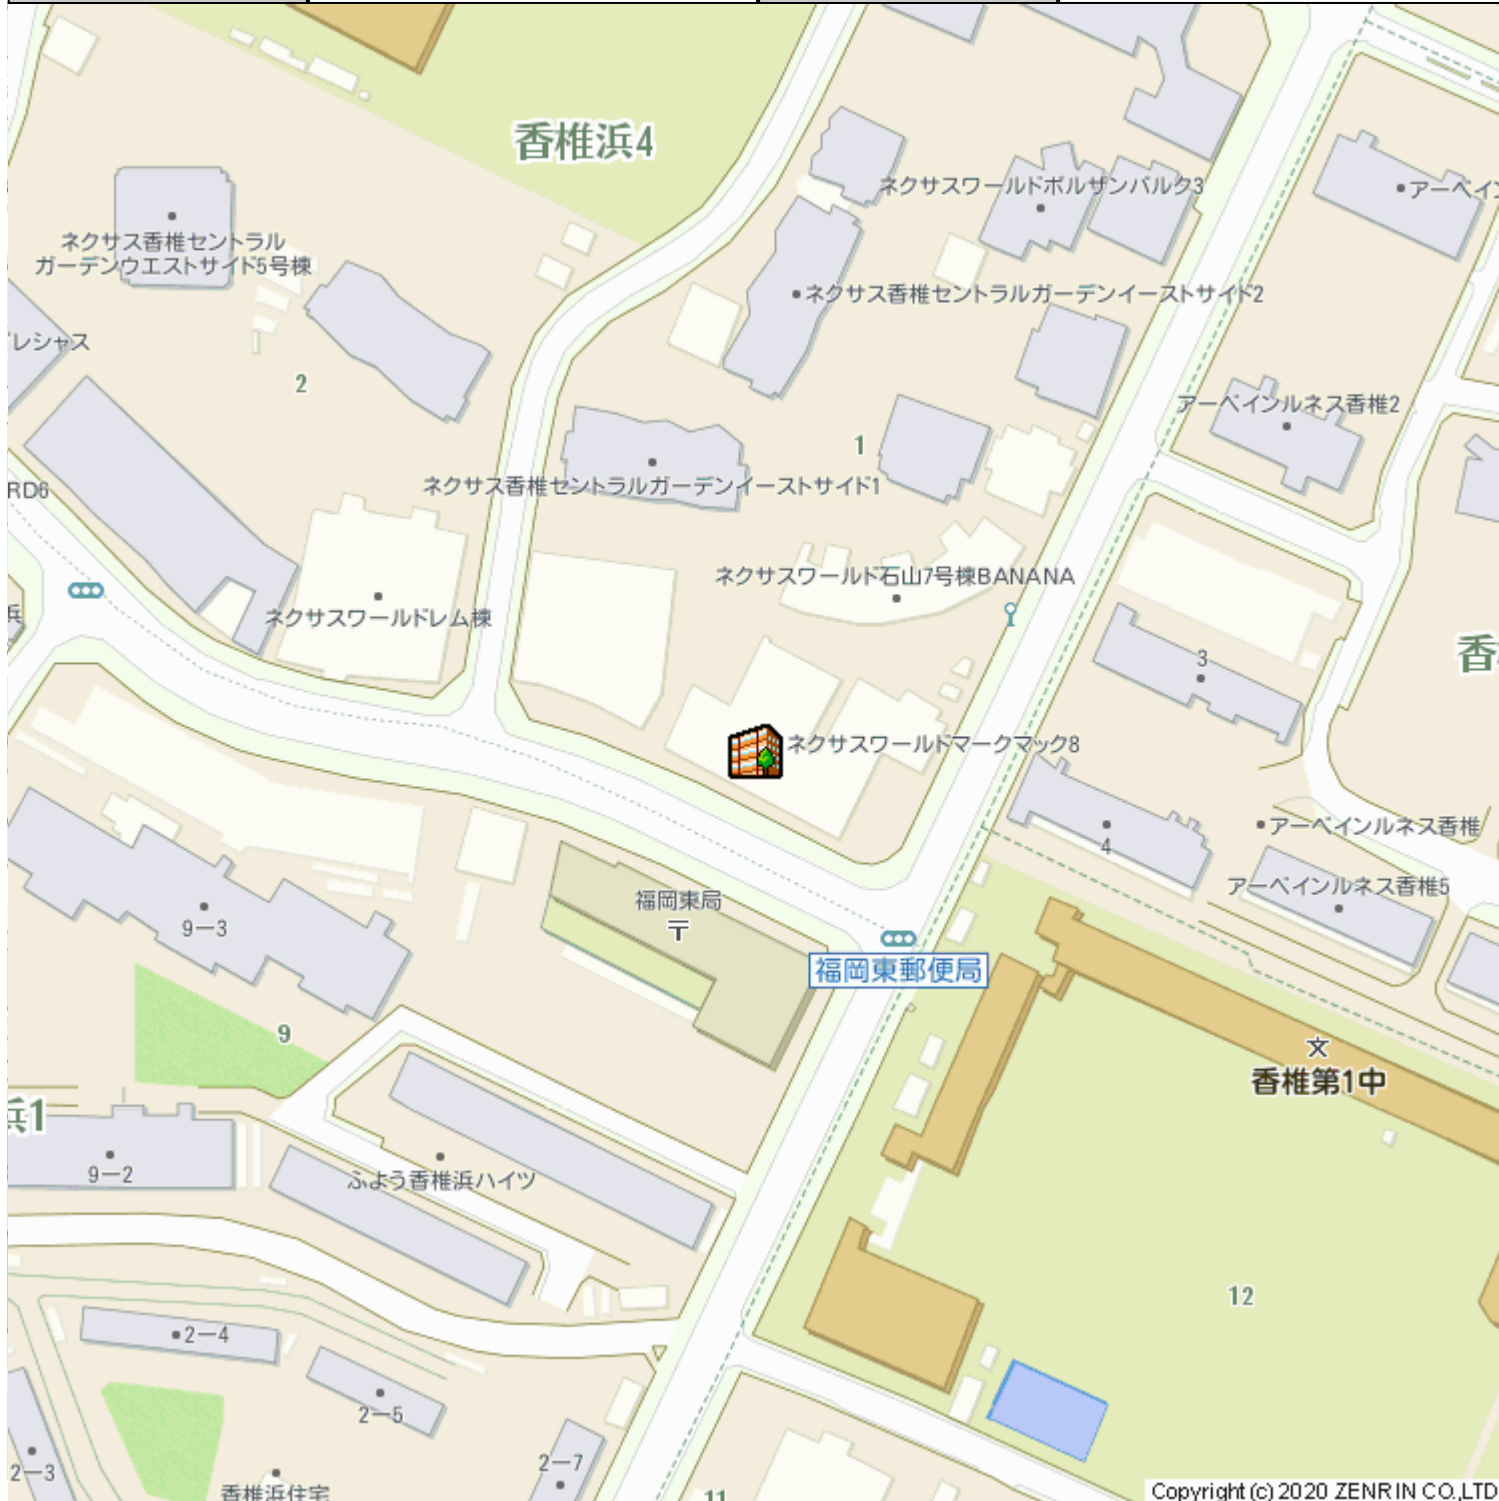 香椎浜4
ネクサスワールドポルザンパルク3
アーベイン
ネクサス香椎セントラル
ガーデンウエストサイド5号棟
ネクサス香椎セントラルガーデンイーストサイド2
レシャス
2
アーベインルネス香椎2
1
ネクサス香椎セントラルガーデンイーストサイド1
RD6
ネクサスワールド石山7号棟BANANA
ネクサスワールドレム棟
浜
香
3
ネクサスワールドマークマック8
アーベインルネス香椎
4
アーベインルネス香椎5
福岡東局
〒
9-3
福岡東郵便局
9
文
香椎第1中
浜1
9-2
ふよう香椎浜ハイツ
12
2-4
2-5
2-7
2-3
香椎浜住宅
11
Copyright (c) 2020 ZENRIN CO.,LTD